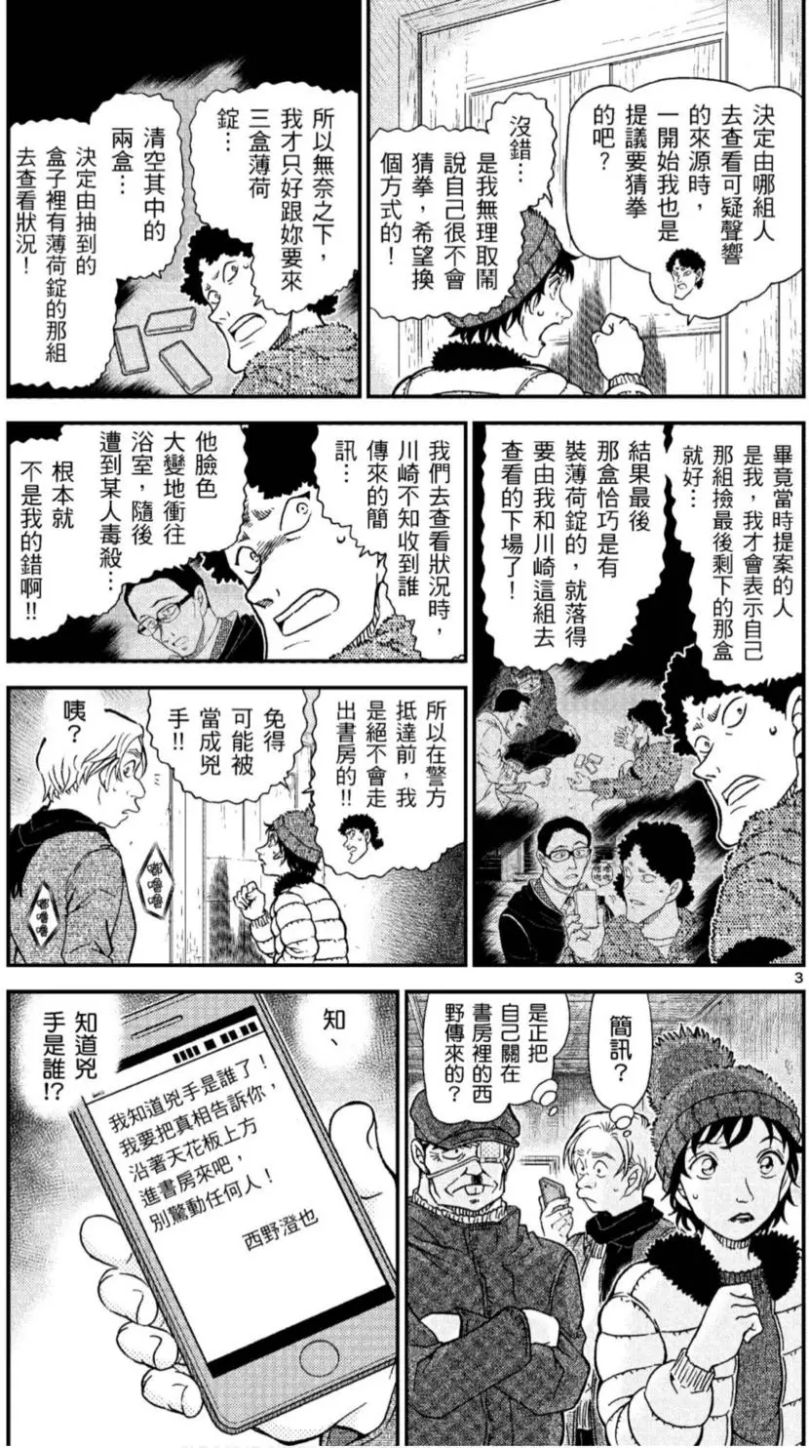 決定由哪組人
去查看可疑聲響
的來源時，
一開始我也是
提議要猜拳
的吧？
沒錯…
是我無理取鬧
說自己很不會
猜拳，希望換
個方式的！
所以無奈之下，
我才只好跟妳要來
三盒薄荷
錠…
清空其中的
兩盒…
決定由抽到的
盒子裡有薄荷錠的那組
去查看狀況！
畢竟當時提案的人
是我，我才會表示自己
那組撿最後剩下的那盒
就好…
結果最後
那盒恰巧是有
裝薄荷錠的，就落得
要由我和川崎這組去
查看的下場了！
我們去查看狀況時，
川崎不知收到誰
傳來的簡
訊…
他臉色
大變地衝往
浴室，隨後
遭到某人毒殺…
根本就
不是我的錯啊!!
所以在警方
抵達前，我
是絕不會走
出書房的!!
免得
可能被
當成兇
手!!
咦？
嘟嚕嚕
嘟嚕嚕
3
簡訊？
是正把
自己關在
書房裡的西
野傳來的？
知、
我知道兇手是誰了！
我要把真相告訴你，
沿著天花板上方
進書房來吧，
別驚動任何人！
西野澄也
知道兇
手是誰!?